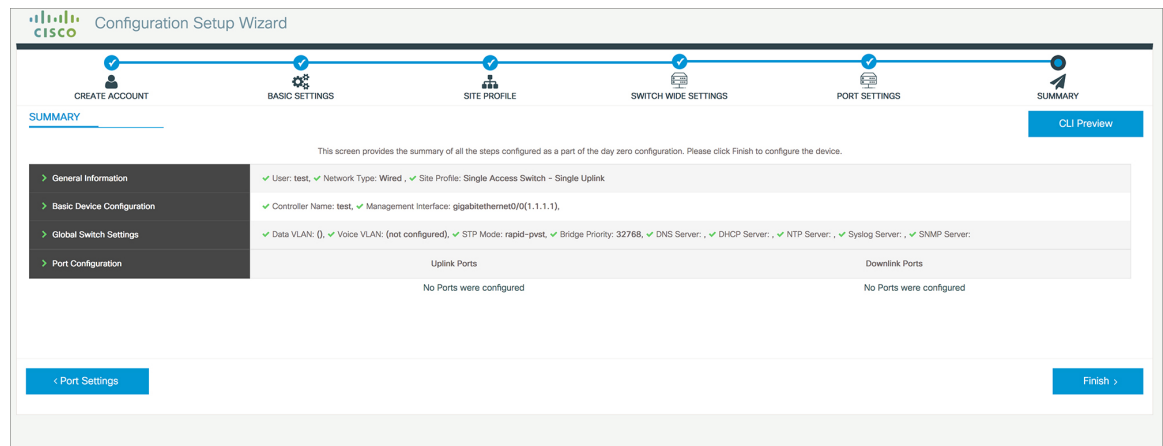 CISCO
Configuration Setup Wizard
CREATE ACCOUNT
BASIC SETTINGS
SITE PROFILE
SWITCH WIDE SETTINGS
PORT SETTINGS
SUMMARY
SUMMARY
CLI Preview
This screen provides the summary of all the steps configured as a part of the day zero configuration. Please click Finish to configure the device.
General Information
User: test, Network Type: Wired , Site Profile: Single Access Switch - Single Uplink
Basic Device Configuration
Controller Name: test, Management Interface: gigabitethernet0/0(1.1.1.1),
Global Switch Settings
Data VLAN: (), Voice VLAN: (not configured), STP Mode: rapid-pvst, Bridge Priority: 32768, DNS Server: , DHCP Server: , NTP Server: , Syslog Server: , SNMP Server:
Port Configuration
Uplink Ports
Downlink Ports
No Ports were configured
No Ports were configured
< Port Settings
Finish >